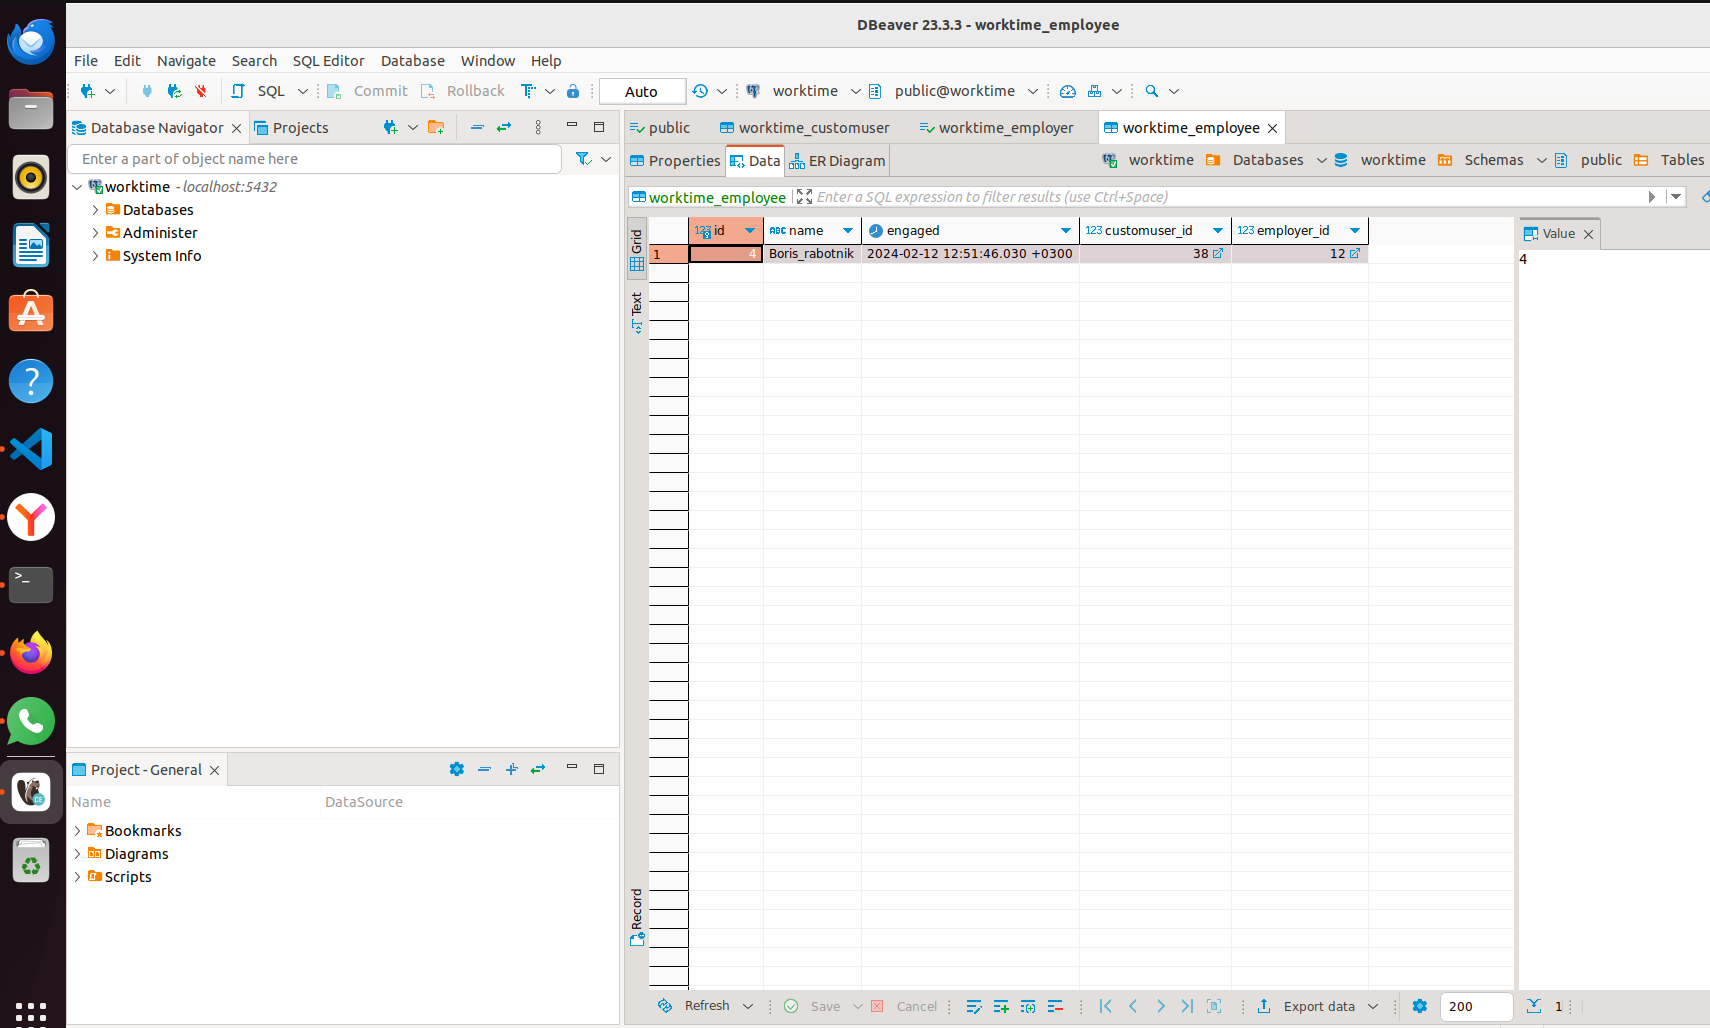 DBeaver 23.3.3 - worktime_employee
File Edit Navigate Search SQL Editor Database Window Help
SQL Commit Rollback Auto worktime public@worktime
Database Navigator Projects
Enter a part of object name here
worktime - localhost:5432
Databases
Administer
System Info
public worktime_customuser worktime_employer worktime_employee
Properties Data ER Diagram worktime Databases worktime Schemas public Tables
worktime_employee Enter a SQL expression to filter results (use Ctrl+Space)
Grid
Text
Record
123 id ABC name engaged 123 customuser_id 123 employer_id
1 4 Boris_rabotnik 2024-02-12 12:51:46.030 +0300 38 12
Value
4
Project - General
Name DataSource
Bookmarks
Diagrams
Scripts
Refresh Save Cancel Export data 200 1